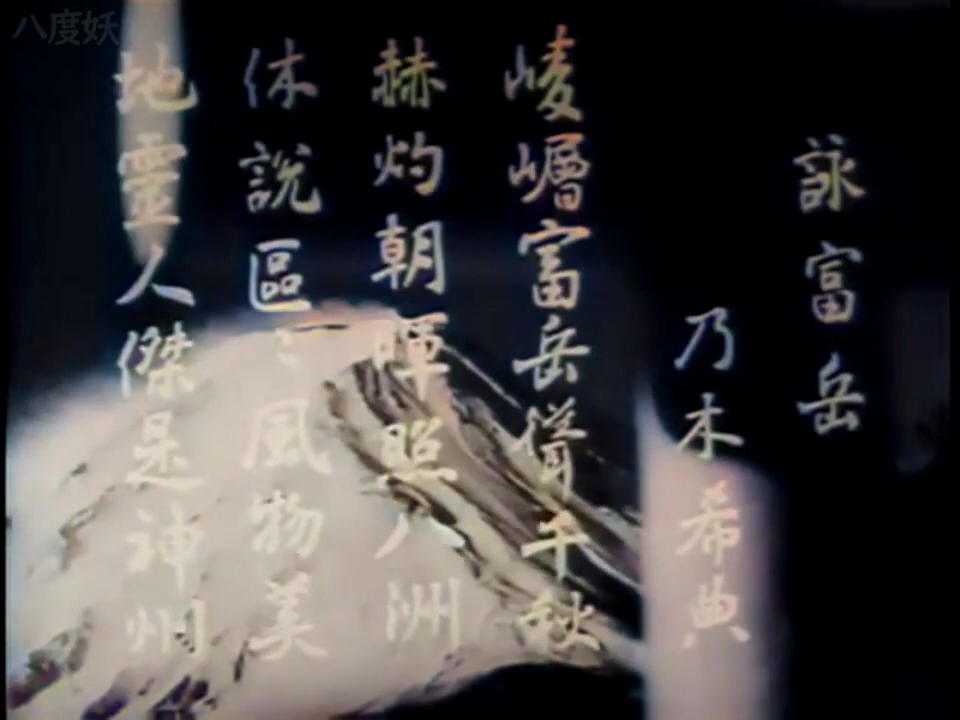 八度妖
詠富岳
乃木希典
崚嶒富岳聳千秋
赫灼朝暉照八洲
休說區〻風物美
地靈人傑是神州